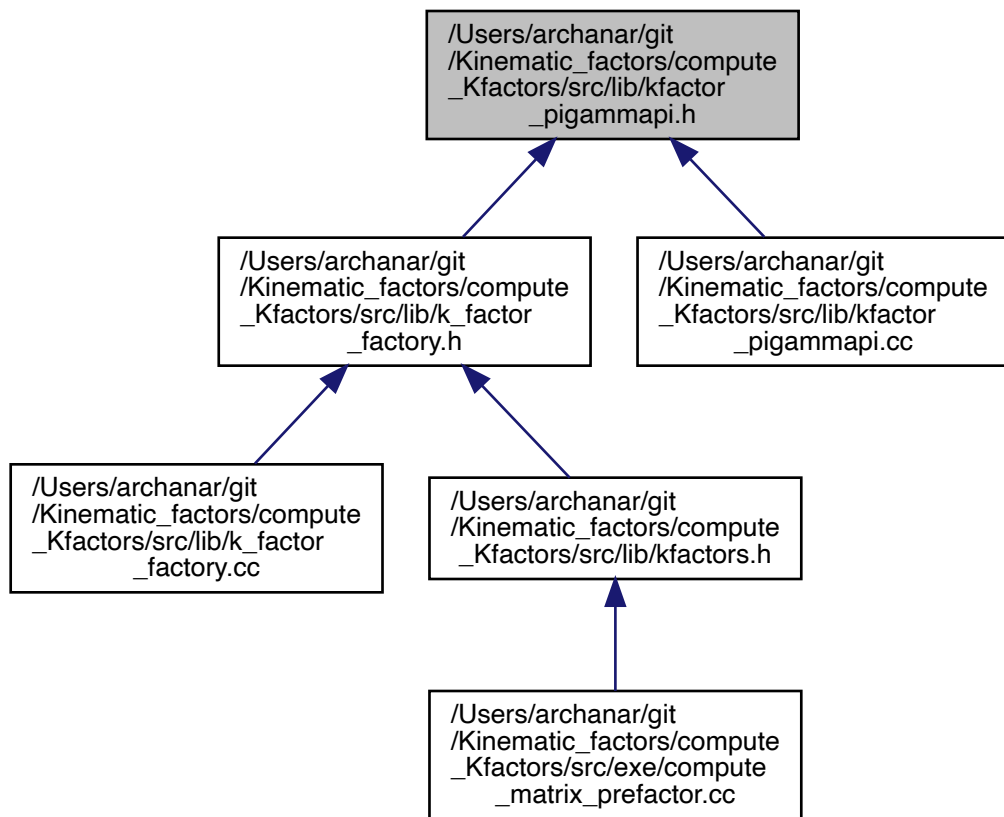 /Users/archanar/git
/Kinematic_factors/compute
_Kfactors/src/lib/kfactor
_pigammapi.h
/Users/archanar/git
/Kinematic_factors/compute
_Kfactors/src/lib/k_factor
_factory.h
/Users/archanar/git
/Kinematic_factors/compute
_Kfactors/src/lib/kfactor
_pigammapi.cc
/Users/archanar/git
/Kinematic_factors/compute
_Kfactors/src/lib/k_factor
_factory.cc
/Users/archanar/git
/Kinematic_factors/compute
_Kfactors/src/lib/kfactors.h
/Users/archanar/git
/Kinematic_factors/compute
_Kfactors/src/exe/compute
_matrix_prefactor.cc